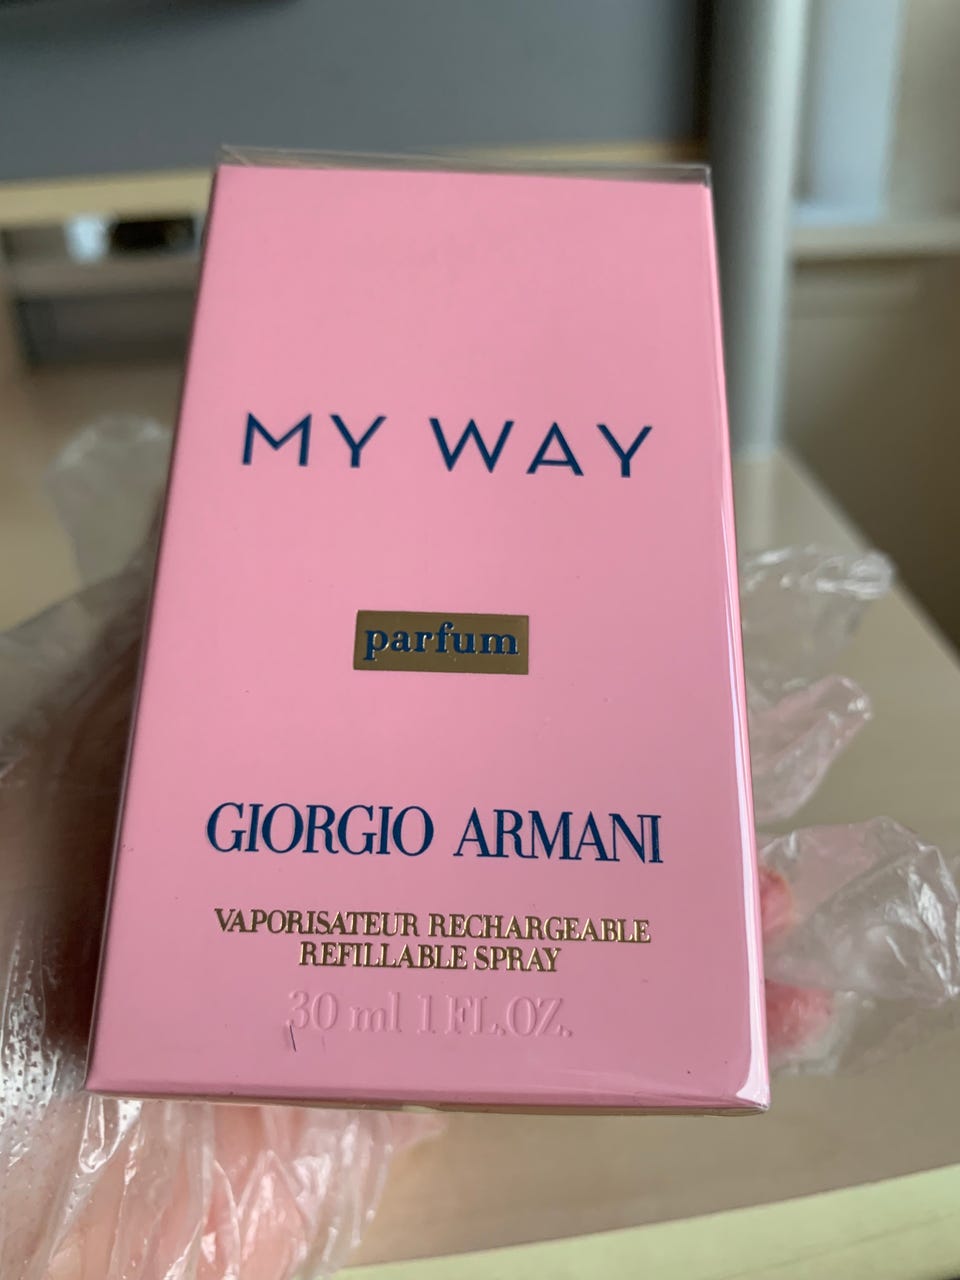 MY WAY
parfum
GIORGIO ARMANI
VAPORISATEUR RECHARGEABLE
REFILLABLE SPRAY
30 ml 1 FL.OZ.